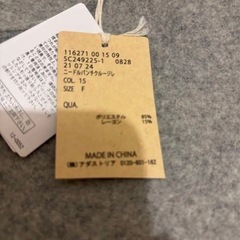 116271 00 15 09
SC249225-1 0828
21 07 24
ニードルパンチクルージレ
COL. 15
SIZE F
QUA.
ポリエステル 85%
レーヨン 15%
MADE IN CHINA
(株)アダストリア 0120-601-162